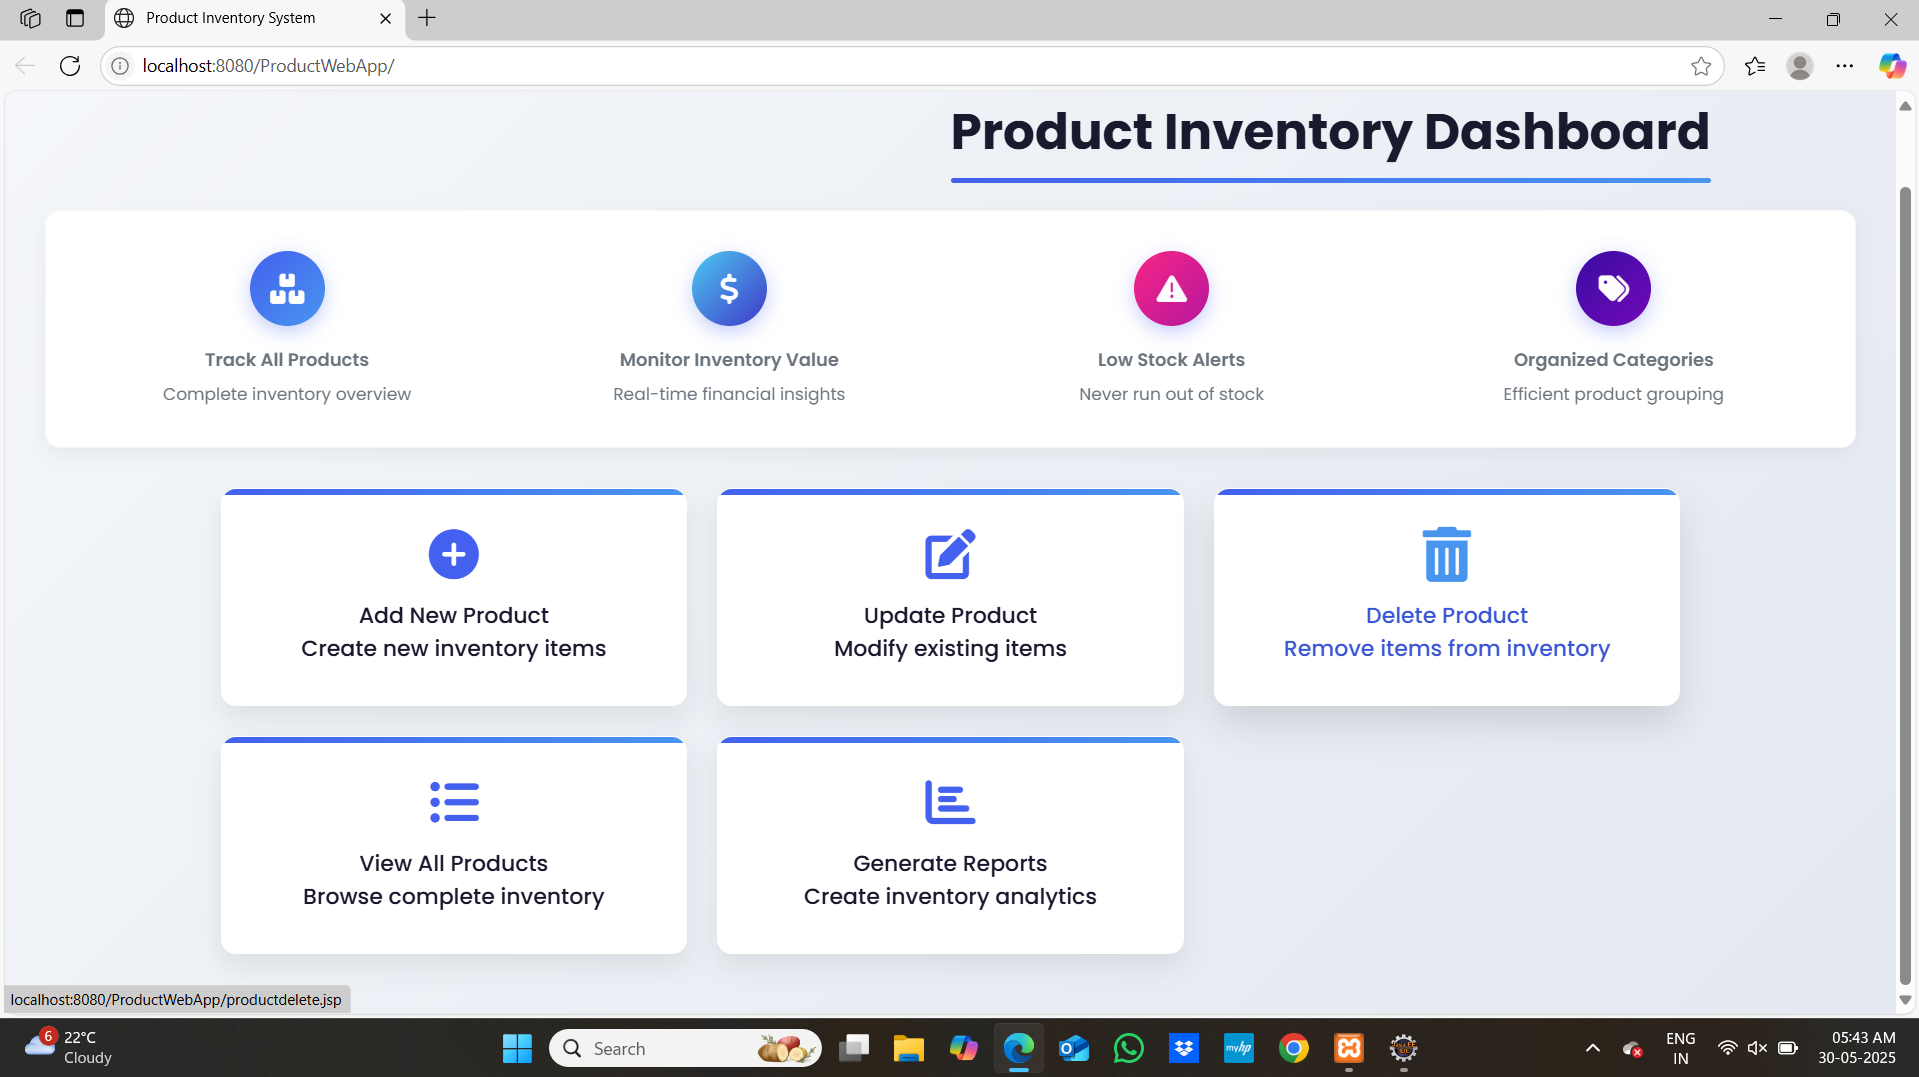 Product Inventory System
localhost:8080/ProductWebApp/
Product Inventory Dashboard
Track All Products
Complete inventory overview
Monitor Inventory Value
Real-time financial insights
Low Stock Alerts
Never run out of stock
Organized Categories
Efficient product grouping
Add New Product
Create new inventory items
Update Product
Modify existing items
Delete Product
Remove items from inventory
View All Products
Browse complete inventory
Generate Reports
Create inventory analytics
localhost:8080/ProductWebApp/productdelete.jsp
6
22°C
Cloudy
Search
myhp
ENG
IN
05:43 AM
30-05-2025